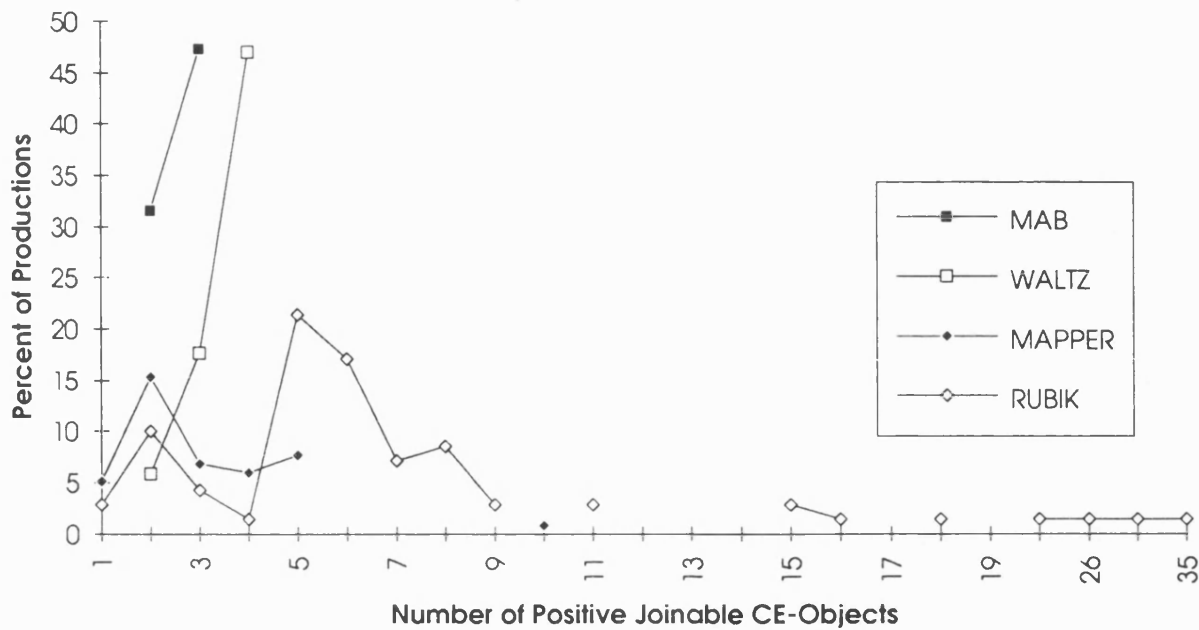 50
45
40
35
30
25
20
15
10
5
0
Percent of Productions
1 3 5 7 9 11 13 15 17 19 26 35
Number of Positive Joinable CE-Objects
MAB
WALTZ
MAPPER
RUBIK